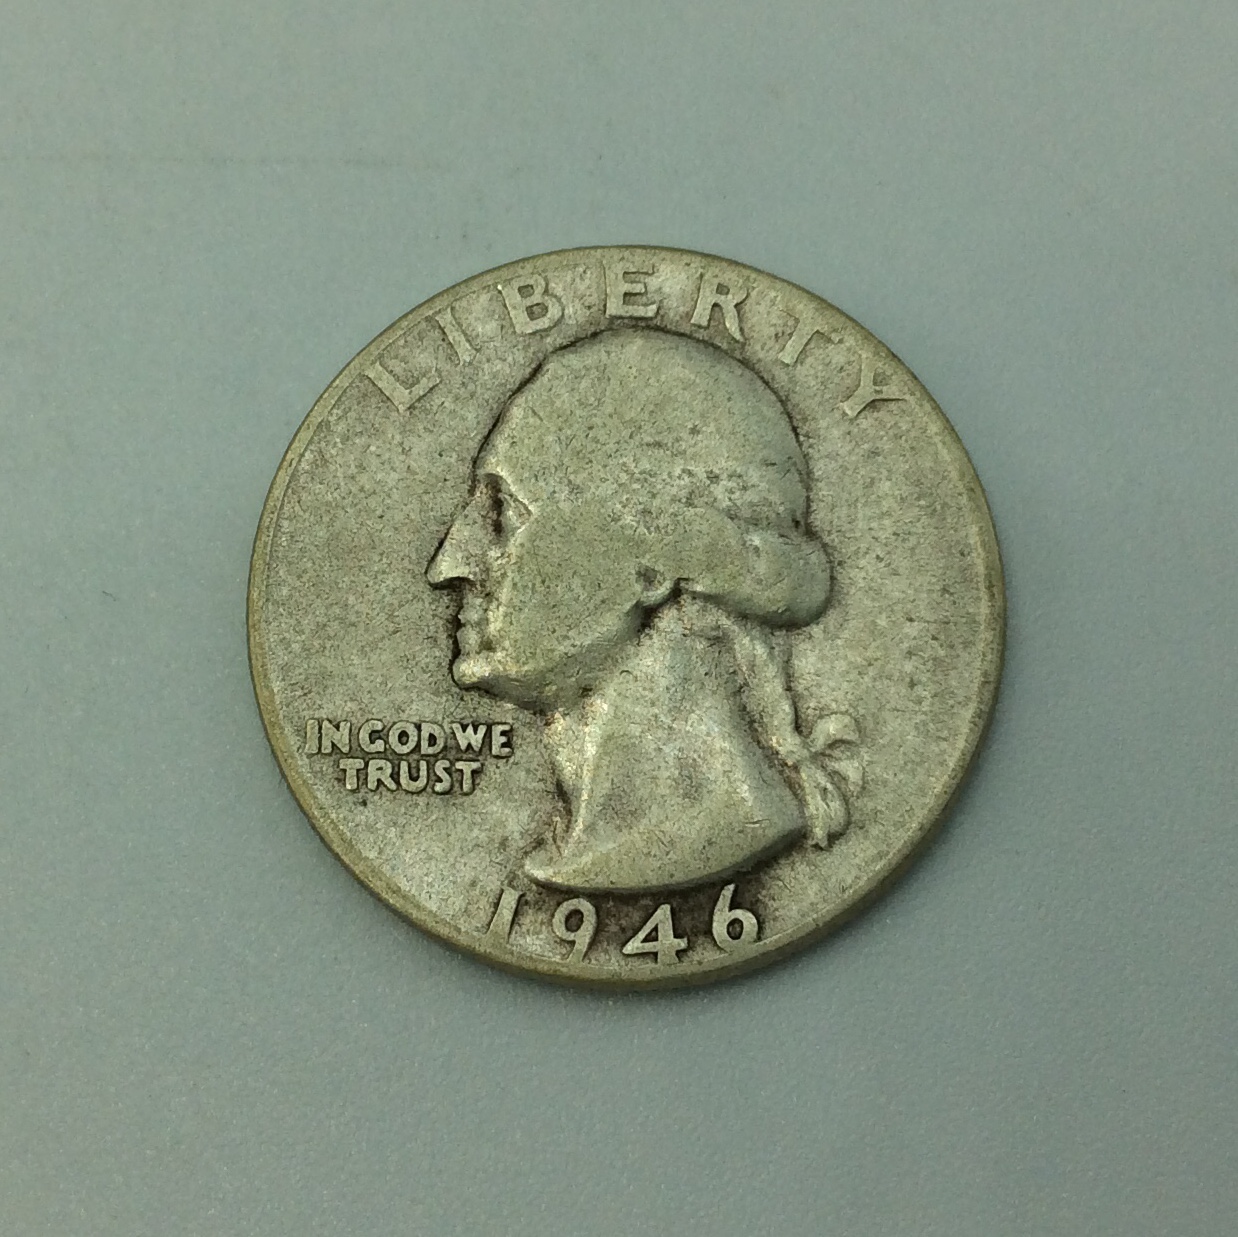 LIBERTY
IN GOD WE
TRUST
1946